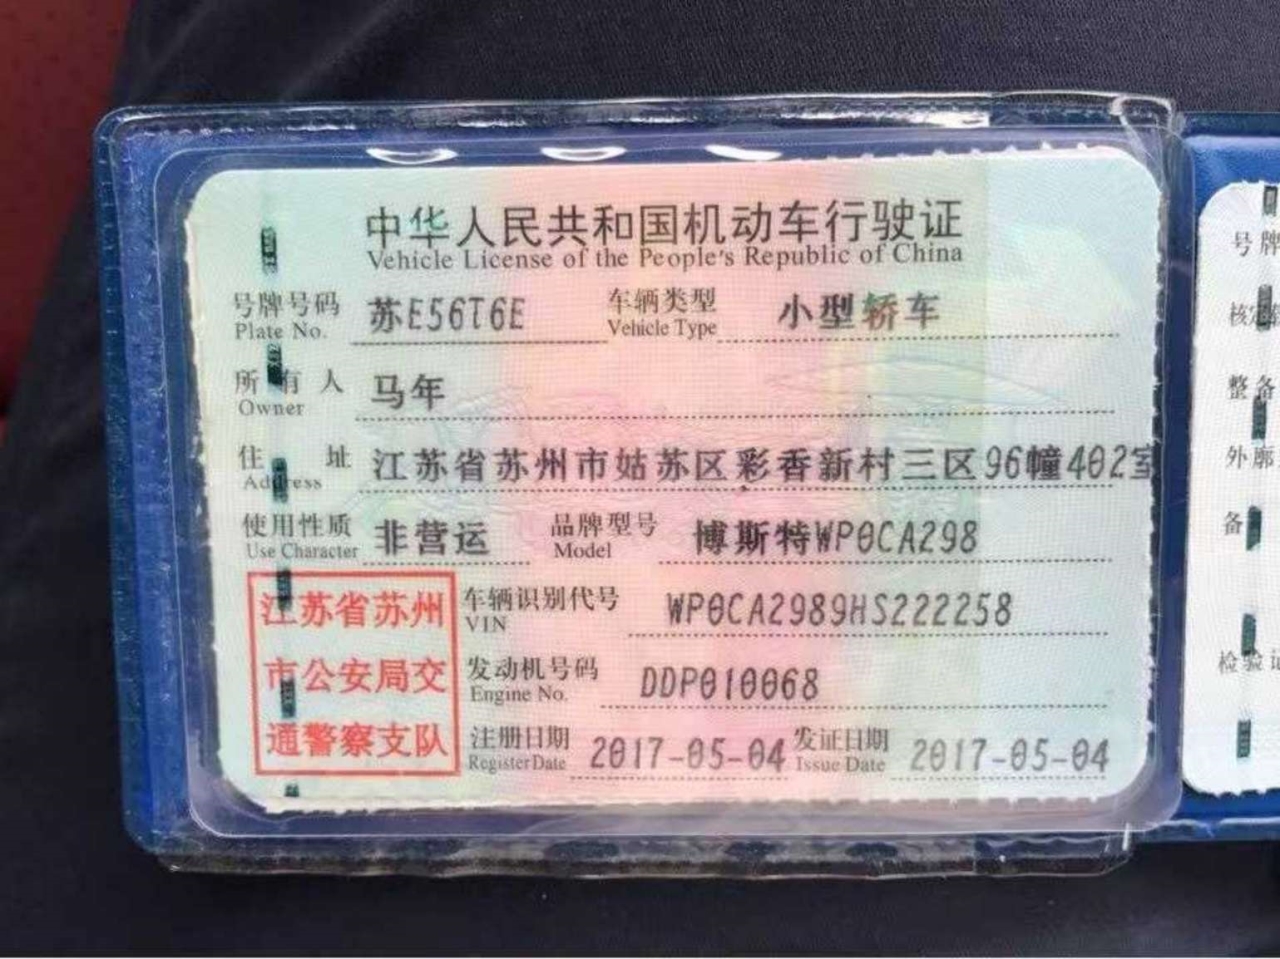 中华人民共和国机动车行驶证
Vehicle License of the People's Republic of China
号牌号码 苏E56T6E 车辆类型 小型轿车
Plate No. Vehicle Type
所有人 马年
Owner
住址 江苏省苏州市姑苏区彩香新村三区96幢402室
Address
使用性质 非营运 品牌型号 博斯特WP0CA298
Use Character Model
江苏省苏州
市公安局交
通警察支队
车辆识别代号 WP0CA2989HS222258
VIN
发动机号码 DDP010068
Engine No.
注册日期 2017-05-04 发证日期 2017-05-04
Register Date Issue Date
号牌
核定
整备
外廓
备
检验记